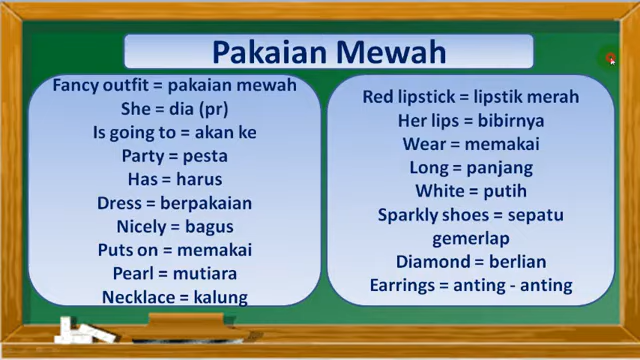 Pakaian Mewah
Fancy outfit = pakaian mewah
She = dia (pr)
Is going to = akan ke
Party = pesta
Has = harus
Dress = berpakaian
Nicely = bagus
Puts on = memakai
Pearl = mutiara
Necklace = kalung
Red lipstick = lipstik merah
Her lips = bibirnya
Wear = memakai
Long = panjang
White = putih
Sparkly shoes = sepatu
gemerlap
Diamond = berlian
Earrings = anting - anting